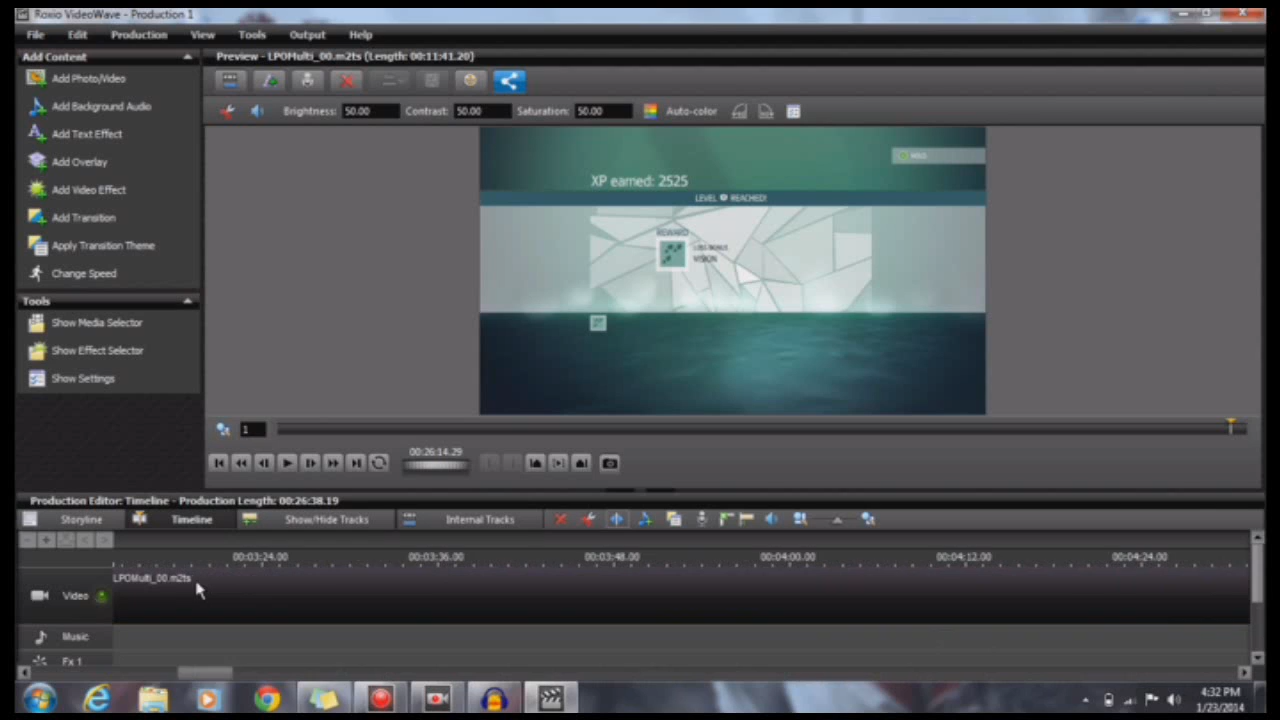 Roxio VideoWave - Production 1
File Edit Production View Tools Output Help
Add Content
Preview - LPOMulti_00.m2ts (Length: 00:11:41.20)
Add Photo/Video
Add Background Audio
Add Text Effect
Add Overlay
Add Video Effect
Add Transition
Apply Transition Theme
Change Speed
Tools
Show Media Selector
Show Effect Selector
Show Settings
Brightness: 50.00 Contrast: 50.00 Saturation: 50.00 Auto-color
XP earned: 2525
LEVEL REACHED!
REWARD
VISION
1
00:26:14.29
Production Editor: Timeline - Production Length: 00:26:38.19
Storyline Timeline Show/Hide Tracks Internal Tracks
00:03:24.00 00:03:36.00 00:03:48.00 00:04:00.00 00:04:12.00 00:04:24.00
LPOMulti_00.m2ts
Video
Music
Fx 1
4:32 PM
1/23/2014